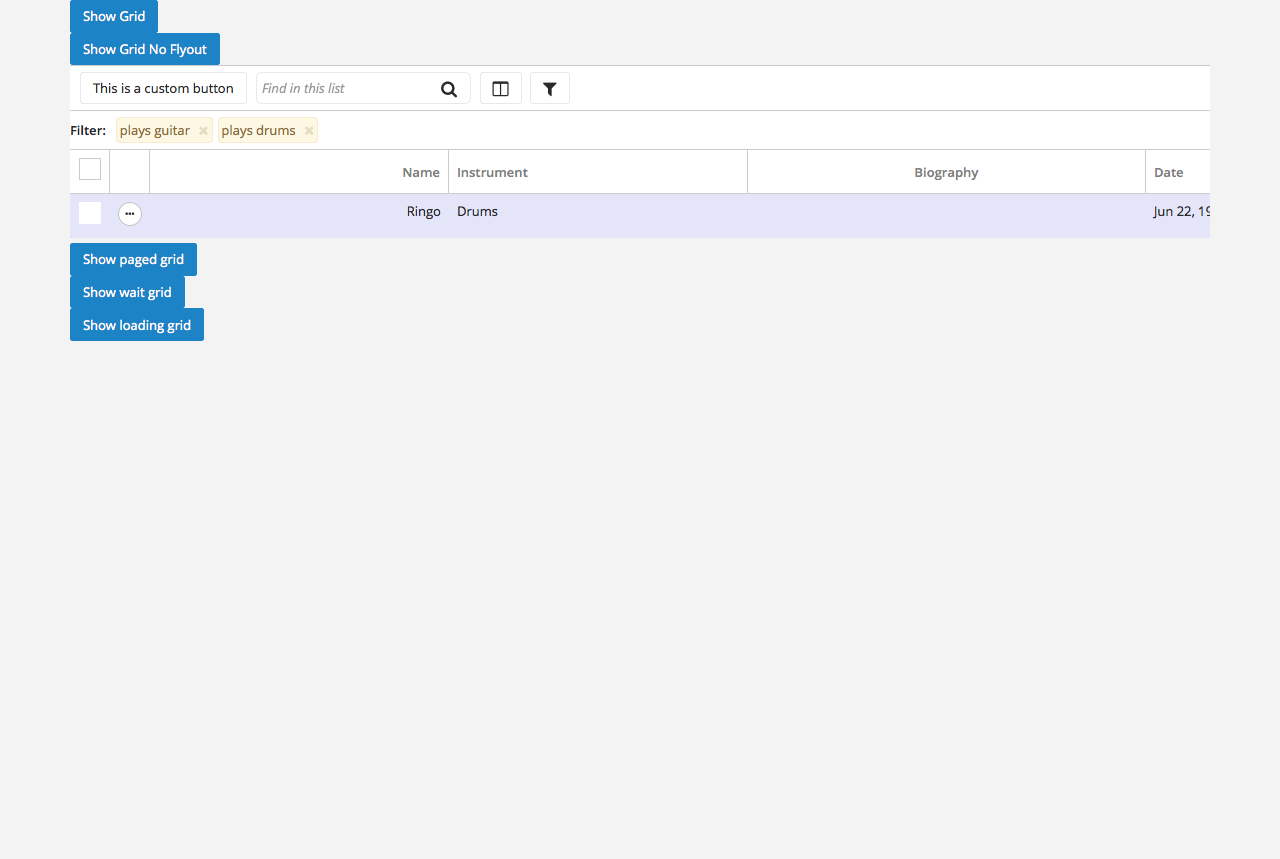 Show Grid
Show Grid No Flyout
This is a custom button Find in this list
Filter: plays guitar plays drums
Name Instrument Biography Date
Ringo Drums Jun 22, 19
Show paged grid
Show wait grid
Show loading grid